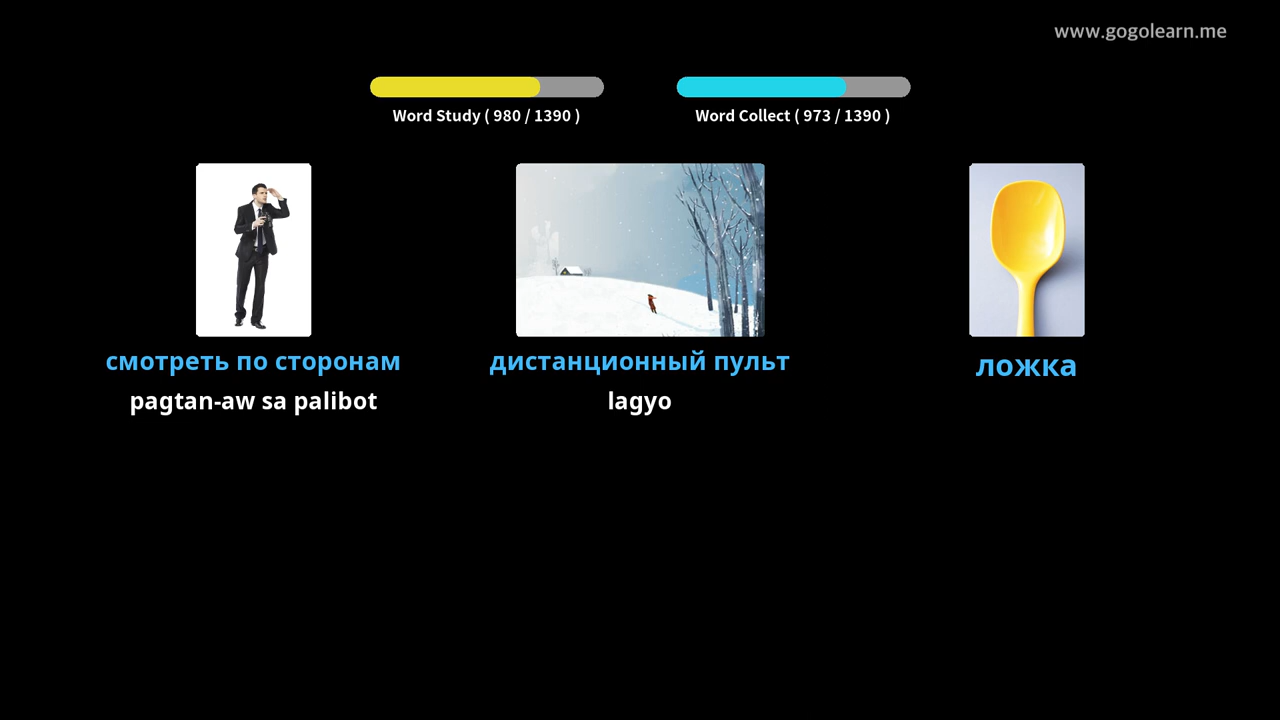 www.gogolearn.me
Word Study ( 980 / 1390 )
Word Collect ( 973 / 1390 )
смотреть по сторонам
pagtan-aw sa palibot
дистанционный пульт
lagyo
ложка